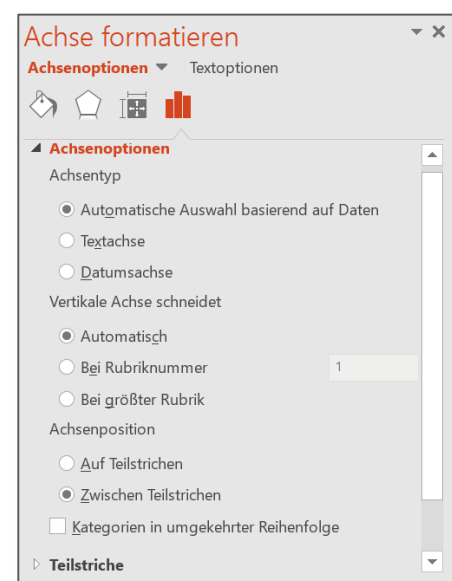 Achse formatieren
Achsenoptionen Textoptionen
Achsenoptionen
Achsentyp
Automatische Auswahl basierend auf Daten
Textachse
Datumsachse
Vertikale Achse schneidet
Automatisch
Bei Rubriknummer 1
Bei größter Rubrik
Achsenposition
Auf Teilstrichen
Zwischen Teilstrichen
Kategorien in umgekehrter Reihenfolge
Teilstriche